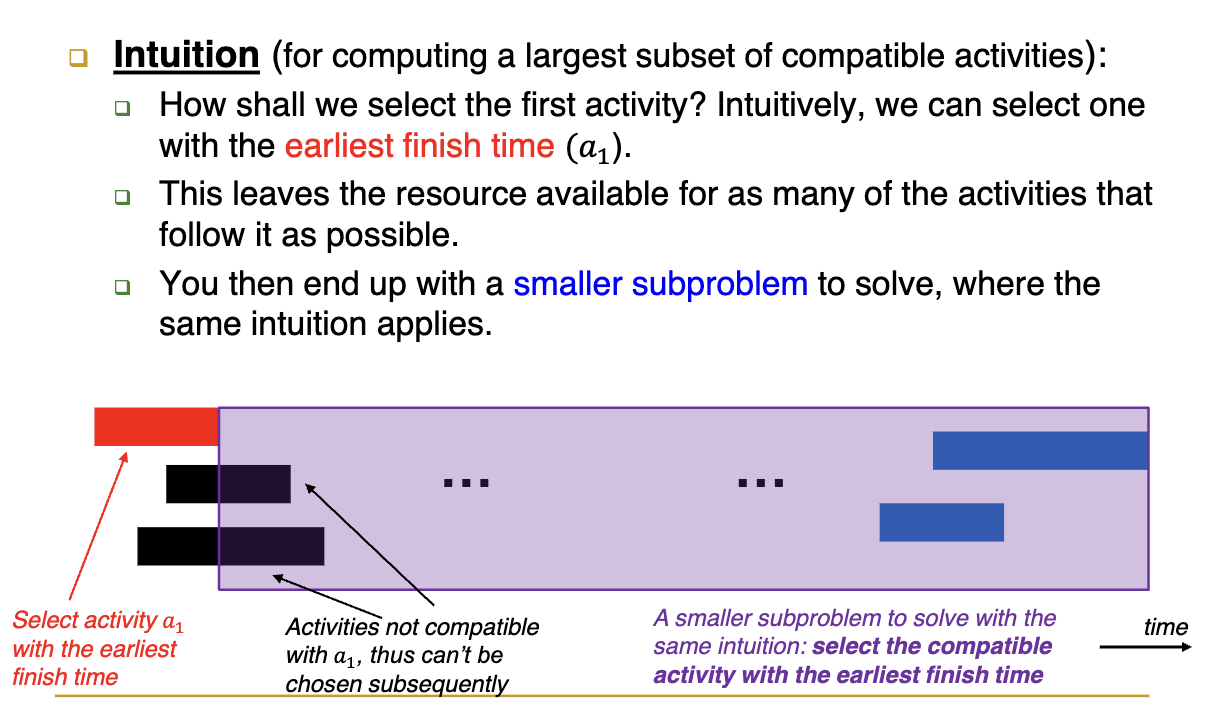 Intuition (for computing a largest subset of compatible activities):
How shall we select the first activity? Intuitively, we can select one
with the earliest finish time (a₁).
This leaves the resource available for as many of the activities that
follow it as possible.
You then end up with a smaller subproblem to solve, where the
same intuition applies.
...
...
Select activity a₁
with the earliest
finish time
Activities not compatible
with a₁, thus can't be
chosen subsequently
A smaller subproblem to solve with the
same intuition: select the compatible
activity with the earliest finish time
time